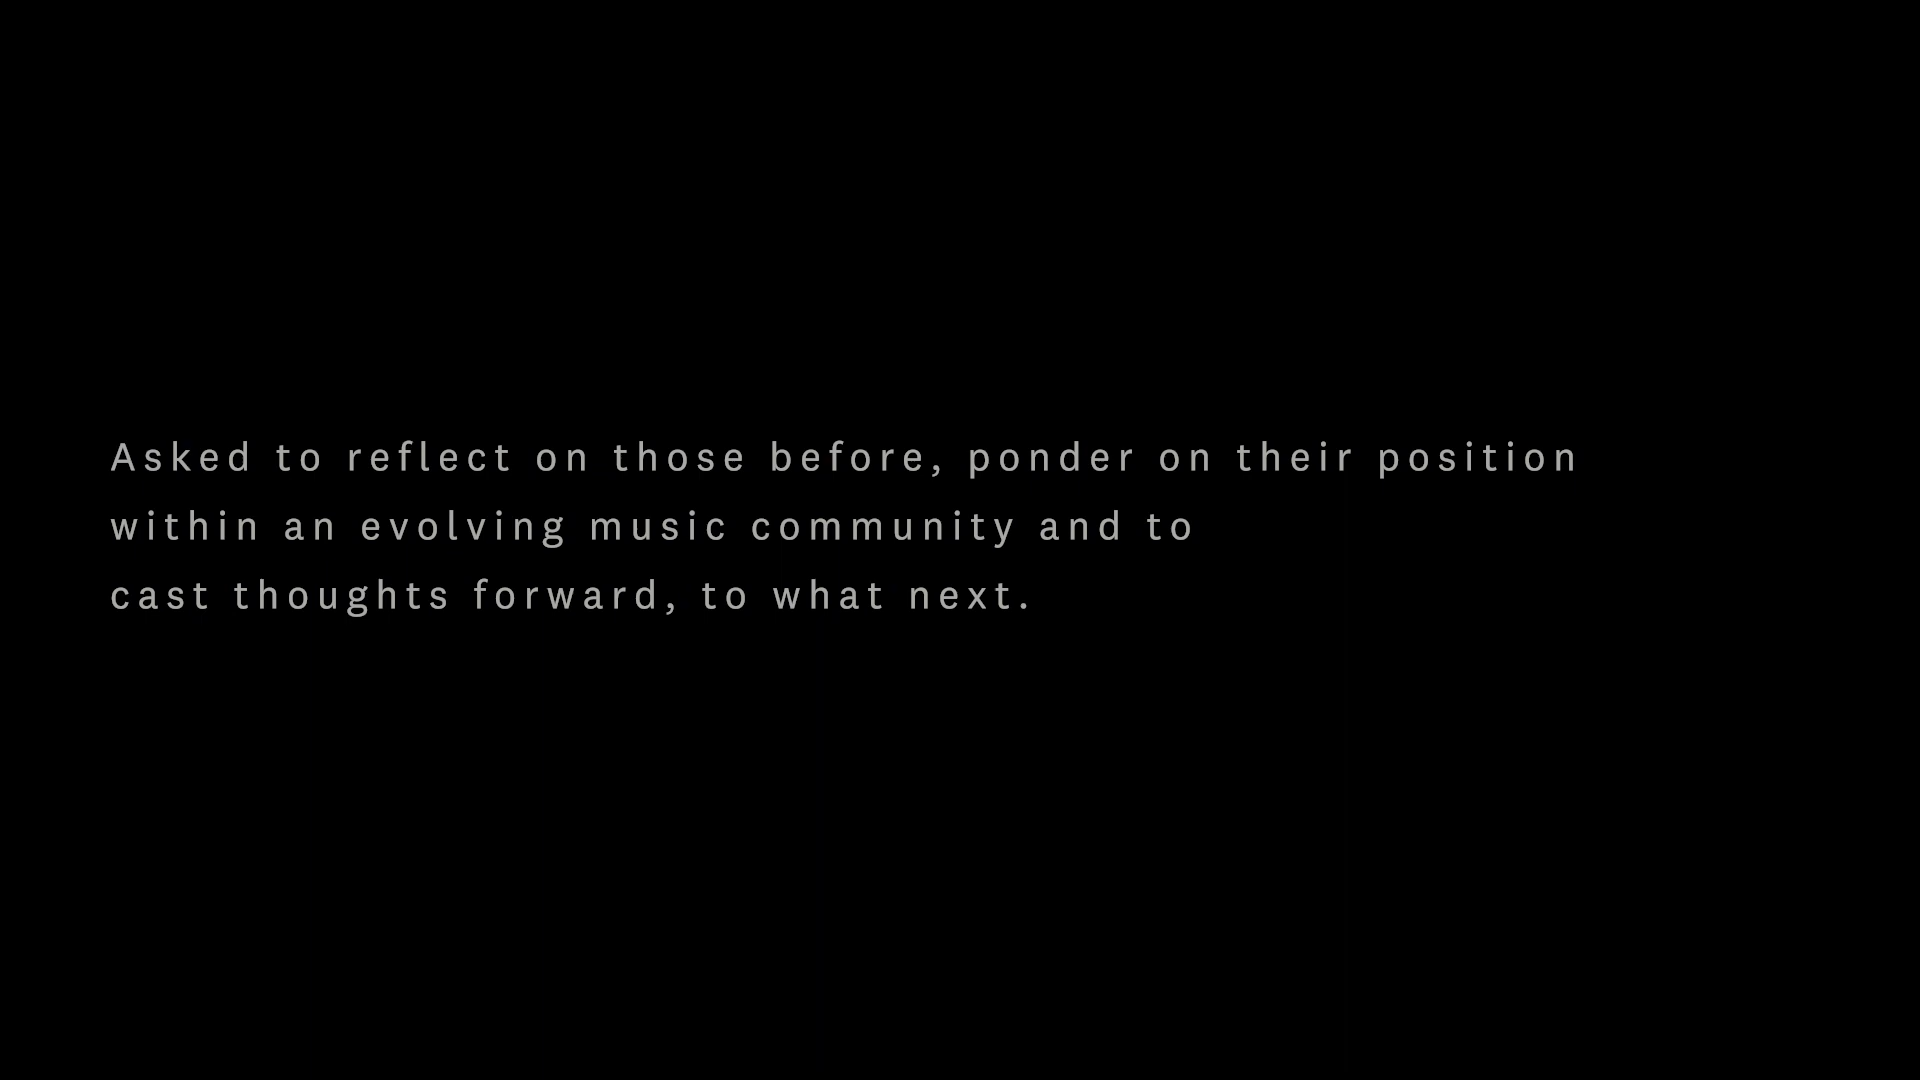 Asked to reflect on those before, ponder on their position
within an evolving music community and to
cast thoughts forward, to what next.